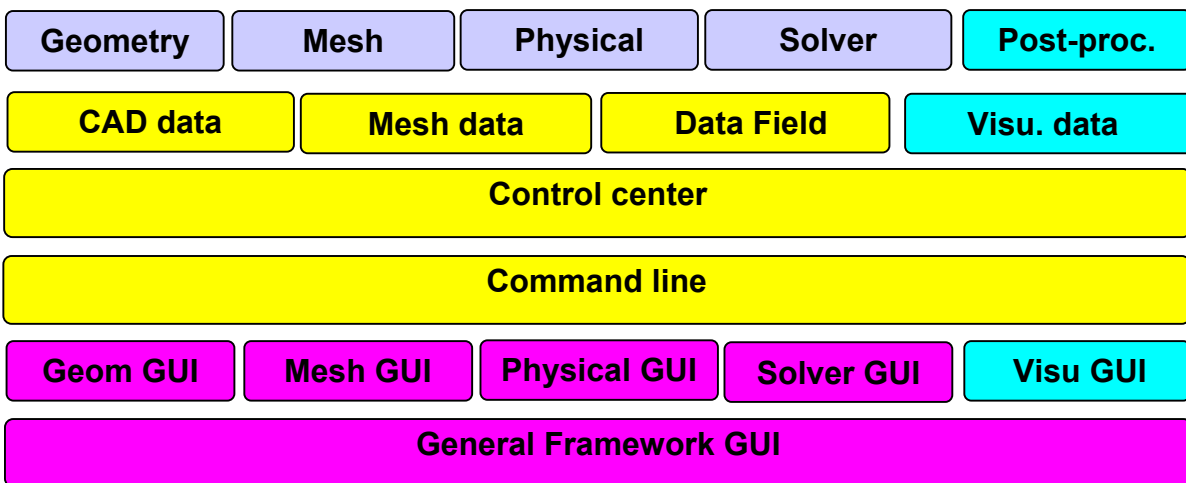 Geometry Mesh Physical Solver Post-proc.
CAD data Mesh data Data Field Visu. data
Control center
Command line
Geom GUI Mesh GUI Physical GUI Solver GUI Visu GUI
General Framework GUI